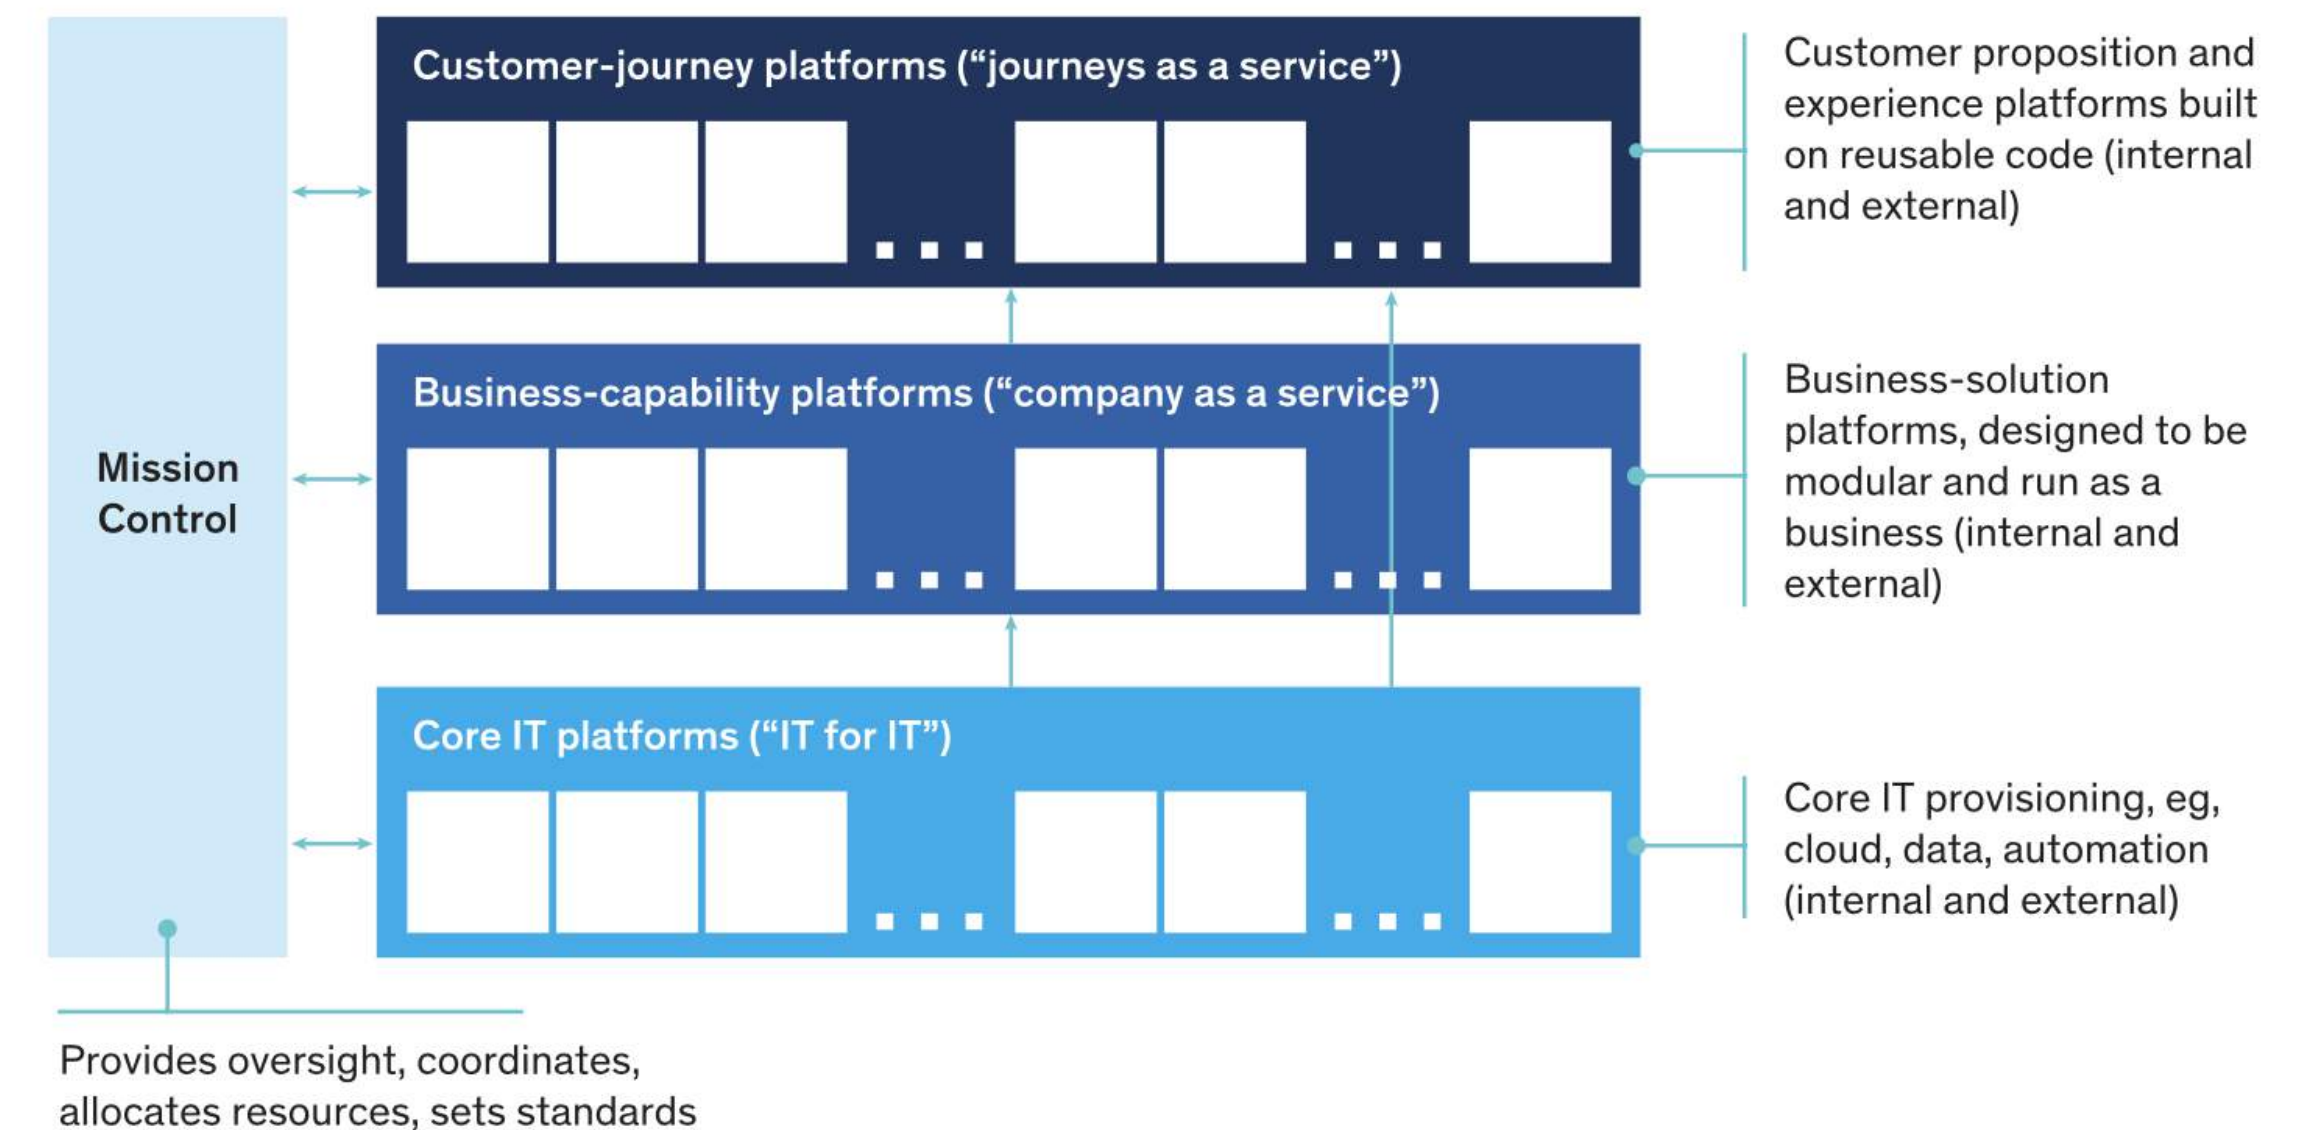 Customer-journey platforms (“journeys as a service”)
Customer proposition and
experience platforms built
on reusable code (internal
and external)
Mission
Control
Business-capability platforms (“company as a service”)
Business-solution
platforms, designed to be
modular and run as a
business (internal and
external)
Core IT platforms (“IT for IT”)
Core IT provisioning, eg,
cloud, data, automation
(internal and external)
Provides oversight, coordinates,
allocates resources, sets standards